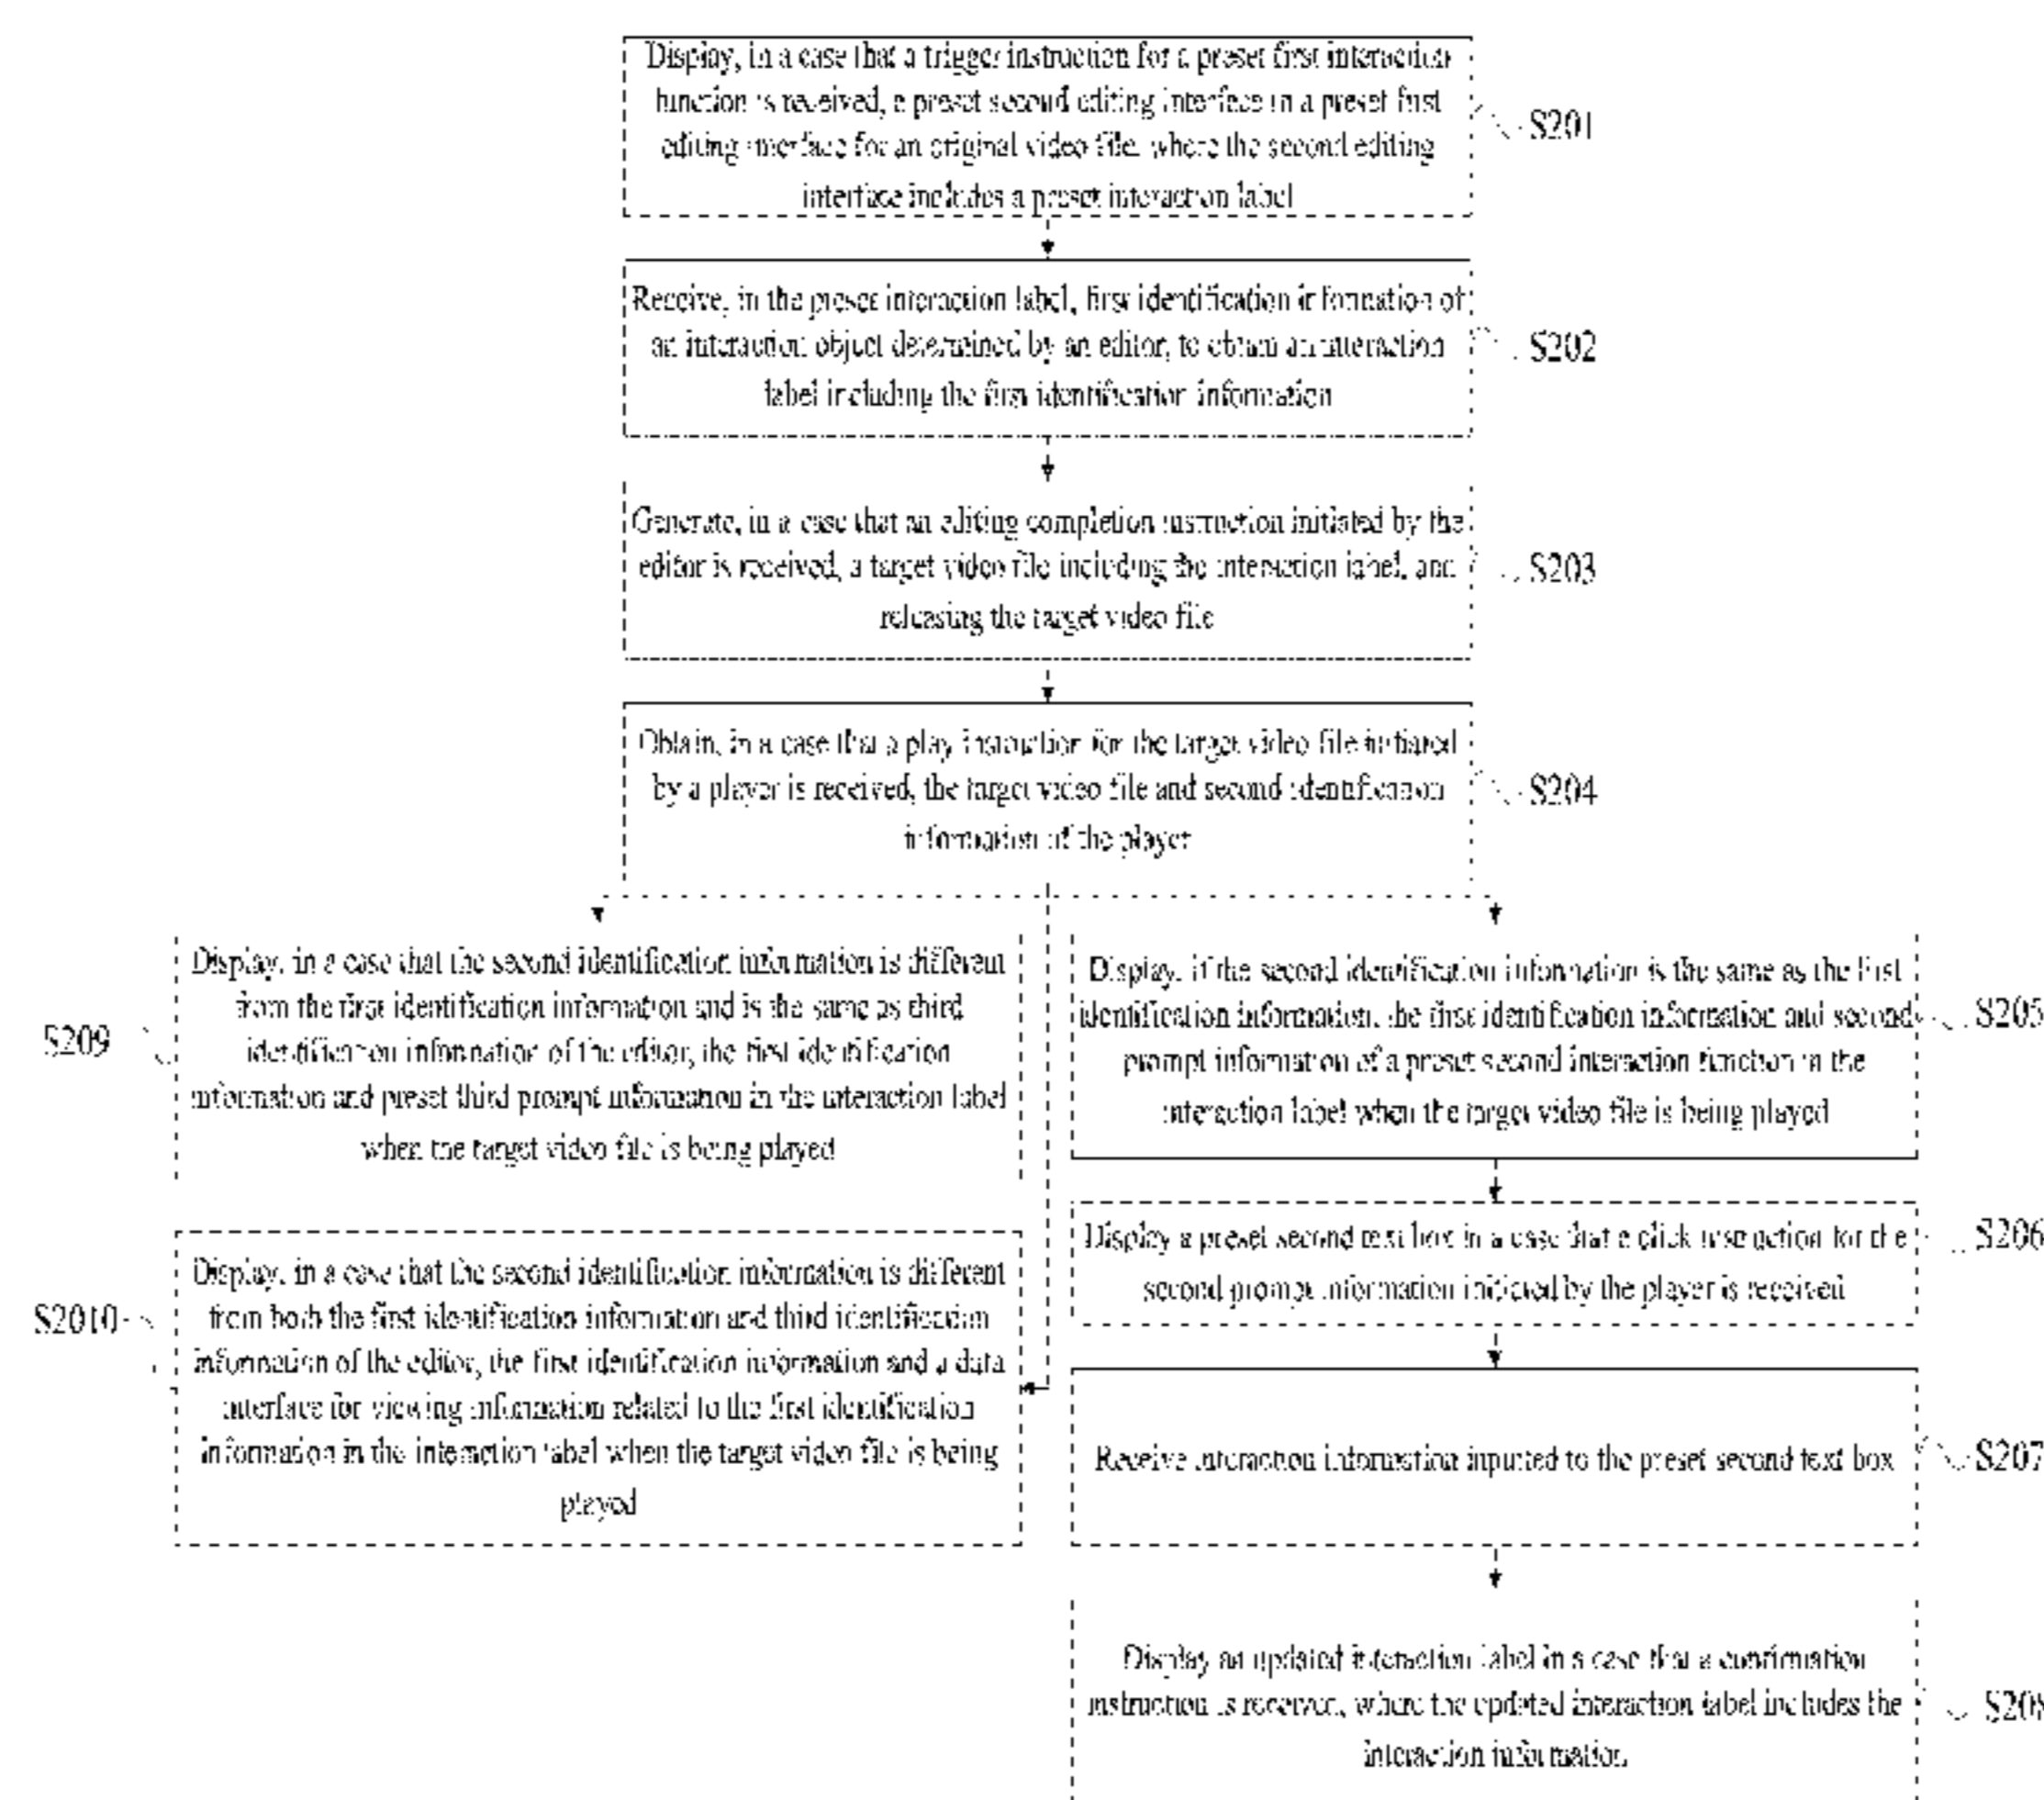 Display, in a case that a trigger instruction for a preset first interaction
function is received, a preset second editing interface in a preset first
editing interface for an original video file, where the second editing
interface includes a preset interaction label
S201
Receive, in the preset interaction label, first identification information of
an interaction object determined by an editor, to obtain an interaction
label including the first identification information
S202
Generate, in a case that an editing completion instruction initiated by the
editor is received, a target video file including the interaction label, and
releasing the target video file
S203
Obtain, in a case that a play instruction for the target video file initiated
by a player is received, the target video file and second identification
information of the player
S204
Display, in a case that the second identification information is different
from the first identification information and is the same as third
identification information of the editor, the first identification
information and preset third prompt information in the interaction label
when the target video file is being played
S209
Display, if the second identification information is the same as the first
identification information, the first identification information and second
prompt information of a preset second interaction function in the
interaction label when the target video file is being played
S205
Display a preset second text box in a case that a click instruction for the
second prompt information initiated by the player is received
S206
Display, in a case that the second identification information is different
from both the first identification information and third identification
information of the editor, the first identification information and a data
interface for viewing information related to the first identification
information in the interaction label when the target video file is being
played
S2010
Receive interaction information inputted to the preset second text box
S207
Display an updated interaction label in a case that a confirmation
instruction is received, where the updated interaction label includes the
interaction information
S208